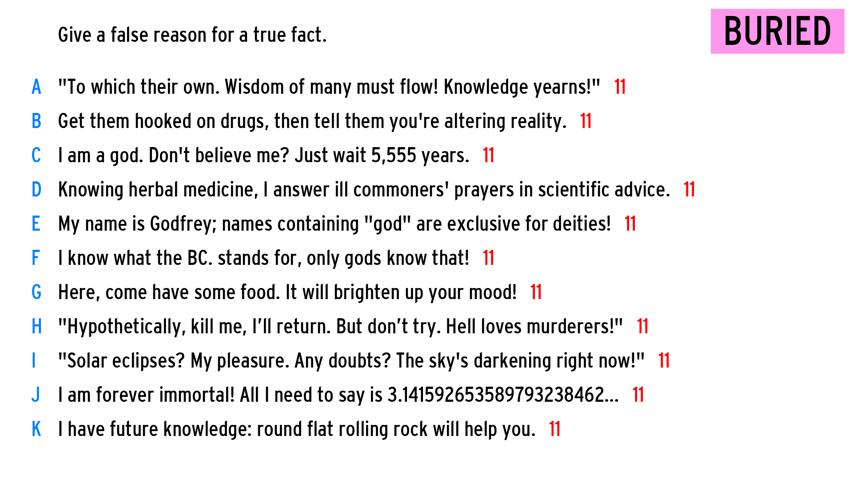 Give a false reason for a true fact.
BURIED
A "To which their own. Wisdom of many must flow! Knowledge yearns!" 11
B Get them hooked on drugs, then tell them you're altering reality. 11
C I am a god. Don't believe me? Just wait 5,555 years. 11
D Knowing herbal medicine, I answer ill commoners' prayers in scientific advice. 11
E My name is Godfrey; names containing "god" are exclusive for deities! 11
F I know what the BC. stands for, only gods know that! 11
G Here, come have some food. It will brighten up your mood! 11
H "Hypothetically, kill me, I’ll return. But don’t try. Hell loves murderers!" 11
I "Solar eclipses? My pleasure. Any doubts? The sky's darkening right now!" 11
J I am forever immortal! All I need to say is 3.141592653589793238462... 11
K I have future knowledge: round flat rolling rock will help you. 11